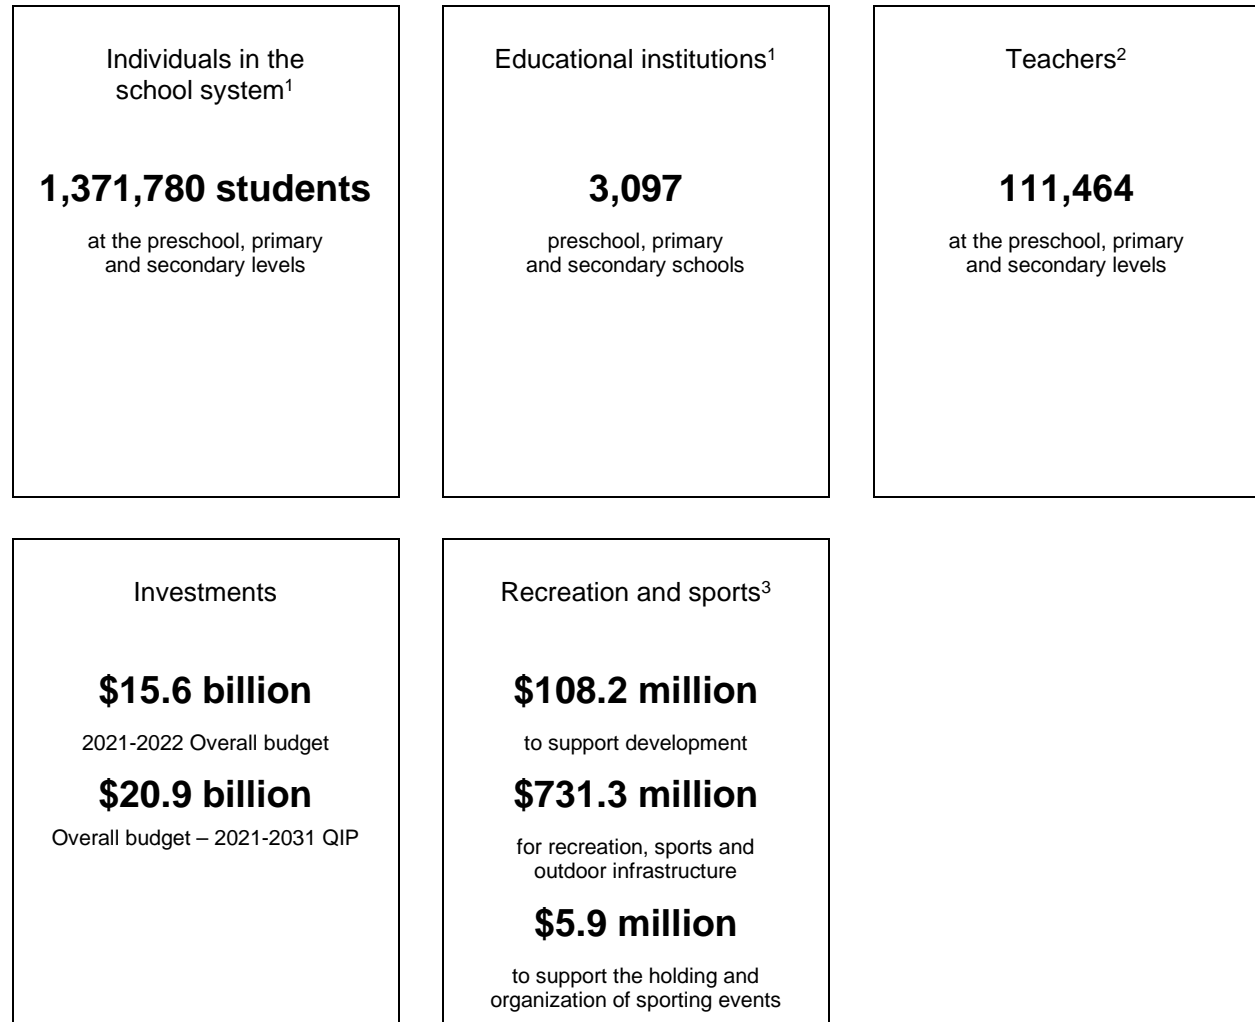 Individuals in the
school system¹
1,371,780 students
at the preschool, primary
and secondary levels
Educational institutions¹
3,097
preschool, primary
and secondary schools
Teachers²
111,464
at the preschool, primary
and secondary levels
Investments
$15.6 billion
2021-2022 Overall budget
$20.9 billion
Overall budget – 2021-2031 QIP
Recreation and sports³
$108.2 million
to support development
$731.3 million
for recreation, sports and
outdoor infrastructure
$5.9 million
to support the holding and
organization of sporting events